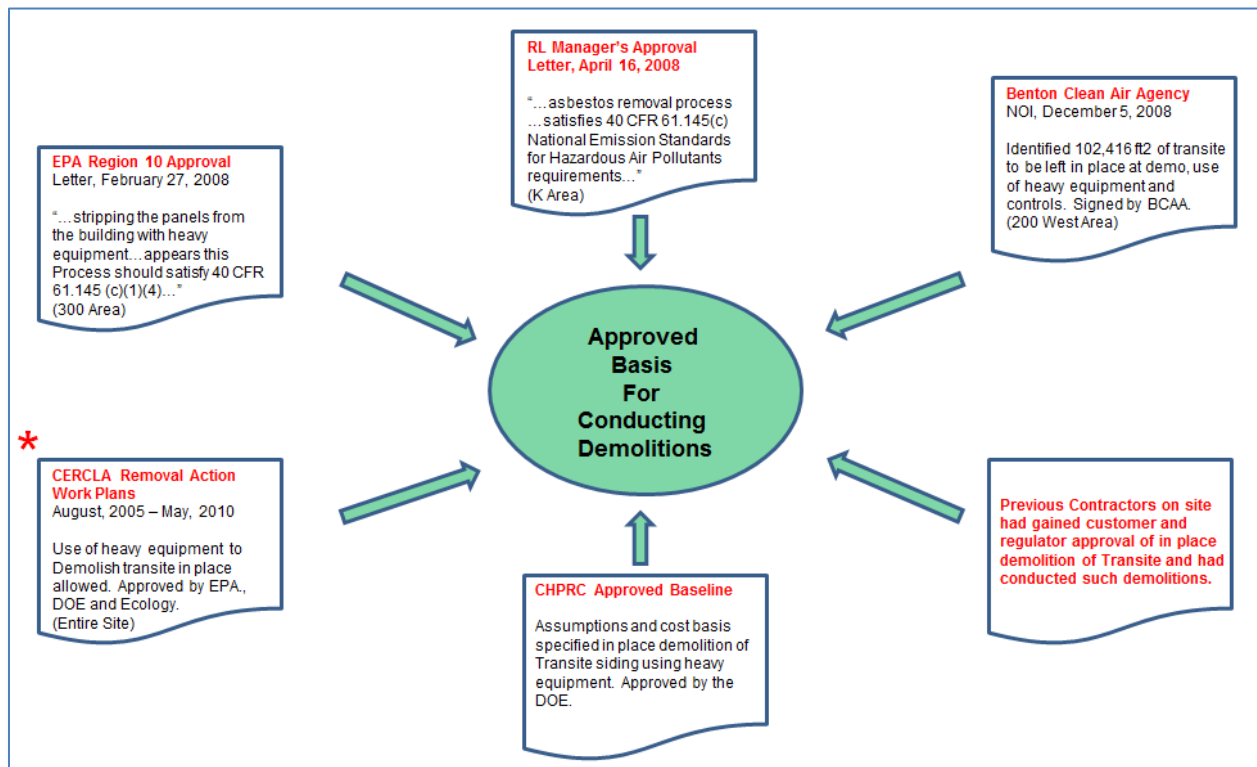 RL Manager's Approval
Letter, April 16, 2008
"…asbestos removal process
…satisfies 40 CFR 61.145(c)
National Emission Standards
for Hazardous Air Pollutants
requirements…"
(K Area)
Benton Clean Air Agency
NOI, December 5, 2008
Identified 102,416 ft2 of transite
to be left in place at demo, use
of heavy equipment and
controls. Signed by BCAA.
(200 West Area)
EPA Region 10 Approval
Letter, February 27, 2008
"…stripping the panels from
the building with heavy
equipment…appears this
Process should satisfy 40 CFR
61.145 (c)(1)(4)…"
(300 Area)
Approved
Basis
For
Conducting
Demolitions
*
CERCLA Removal Action
Work Plans
August, 2005 – May, 2010
Use of heavy equipment to
Demolish transite in place
allowed. Approved by EPA.,
DOE and Ecology.
(Entire Site)
CHPRC Approved Baseline
Assumptions and cost basis
specified in place demolition of
Transite siding using heavy
equipment. Approved by the
DOE.
Previous Contractors on site
had gained customer and
regulator approval of in place
demolition of Transite and had
conducted such demolitions.